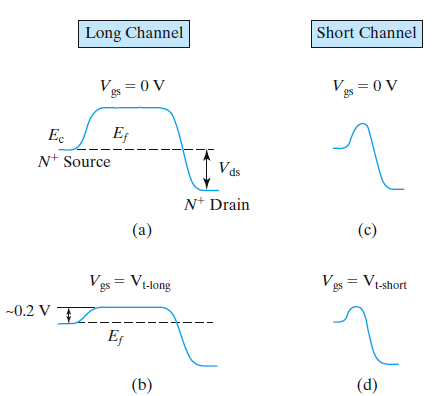 Long Channel
Short Channel
Vgs = 0 V
Vgs = 0 V
Ec
Ef
N+ Source
Vds
N+ Drain
(a)
(c)
Vgs = Vt-long
Vgs = Vt-short
~0.2 V
Ef
(b)
(d)